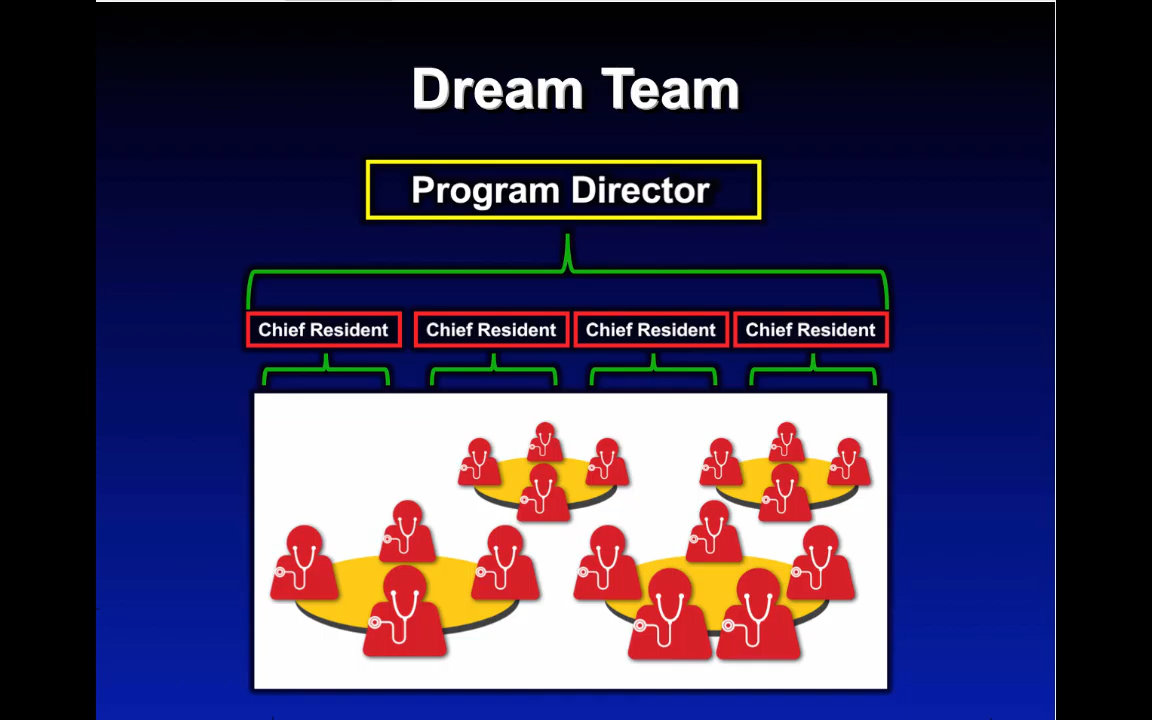 Dream Team
Program Director
Chief Resident Chief Resident Chief Resident Chief Resident